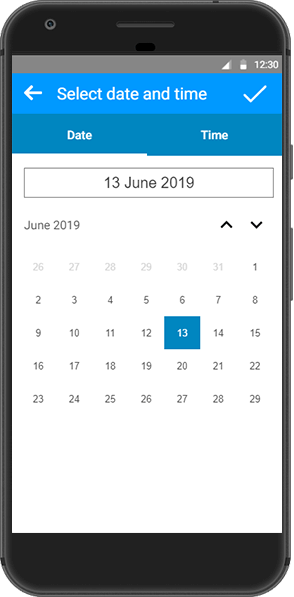 12:30
Select date and time
Date Time
13 June 2019
June 2019
26 27 28 29 30 31 1
2 3 4 5 6 7 8
9 10 11 12 13 14 15
16 17 18 19 20 21 22
23 24 25 26 27 28 29